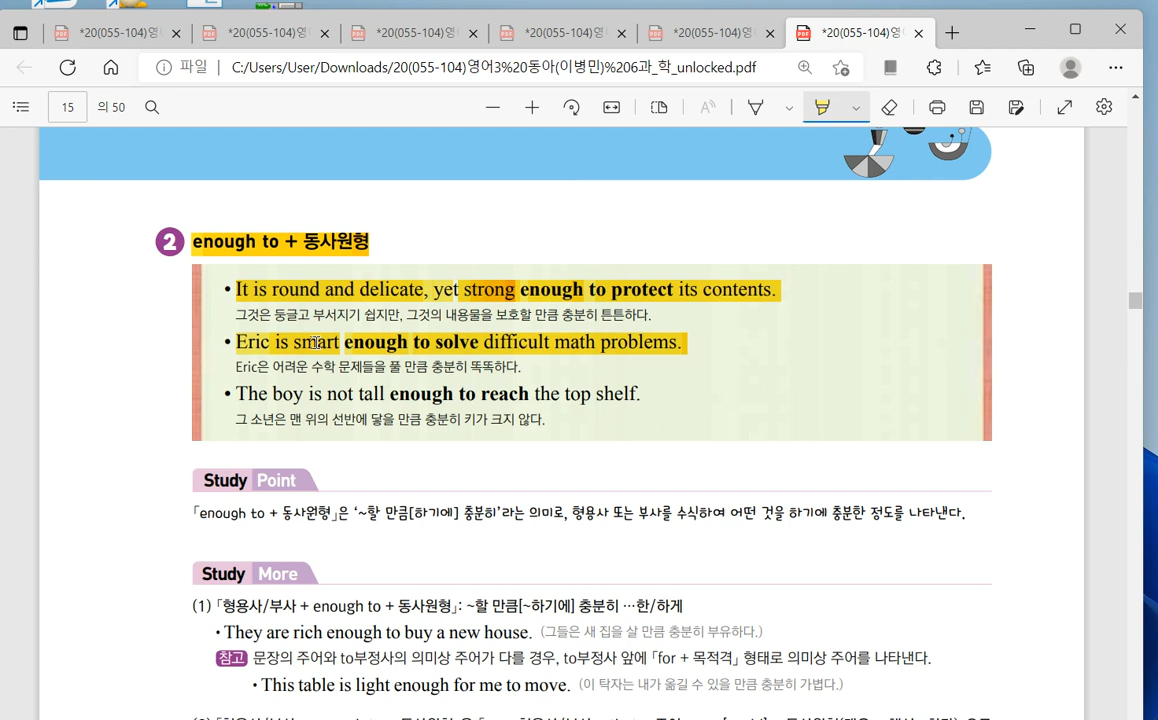 *20(055-104)영 *20(055-104)영 *20(055-104)영 *20(055-104)영 *20(055-104)영 *20(055-104)영
파일 C:/Users/User/Downloads/20(055-104)영어3%20동아(이병민)%206과_학_unlocked.pdf
15 의 50
2 enough to + 동사원형
• It is round and delicate, yet strong enough to protect its contents.
그것은 둥글고 부서지기 쉽지만, 그것의 내용물을 보호할 만큼 충분히 튼튼하다.
• Eric is smart enough to solve difficult math problems.
Eric은 어려운 수학 문제들을 풀 만큼 충분히 똑똑하다.
• The boy is not tall enough to reach the top shelf.
그 소년은 맨 위의 선반에 닿을 만큼 충분히 키가 크지 않다.
Study Point
「enough to + 동사원형」은 ‘~할 만큼[하기에] 충분히’라는 의미로, 형용사 또는 부사를 수식하여 어떤 것을 하기에 충분한 정도를 나타낸다.
Study More
(1) 「형용사/부사 + enough to + 동사원형」: ~할 만큼[~하기에] 충분히 …한/하게
• They are rich enough to buy a new house. (그들은 새 집을 살 만큼 충분히 부유하다.)
참고 문장의 주어와 to부정사의 의미상 주어가 다를 경우, to부정사 앞에 「for + 목적격」 형태로 의미상 주어를 나타낸다.
• This table is light enough for me to move. (이 탁자는 내가 옮길 수 있을 만큼 충분히 가볍다.)